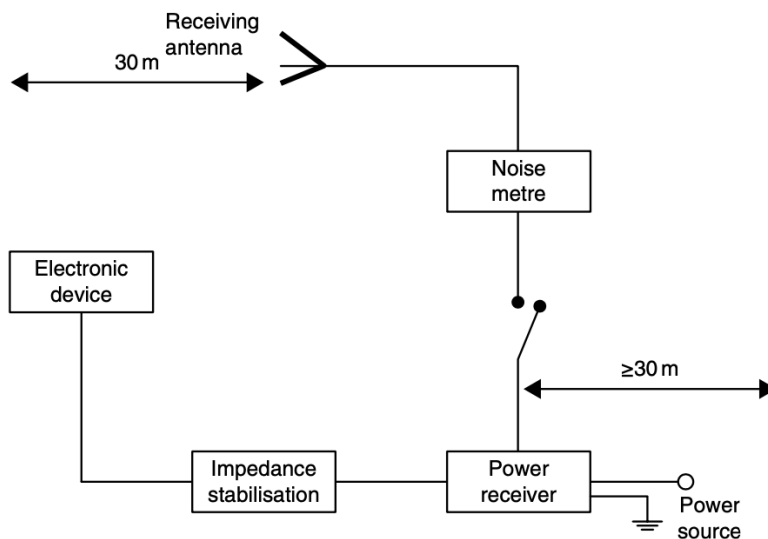 Receiving
antenna
30 m
Noise
metre
Electronic
device
≥30 m
Impedance
stabilisation
Power
receiver
Power
source